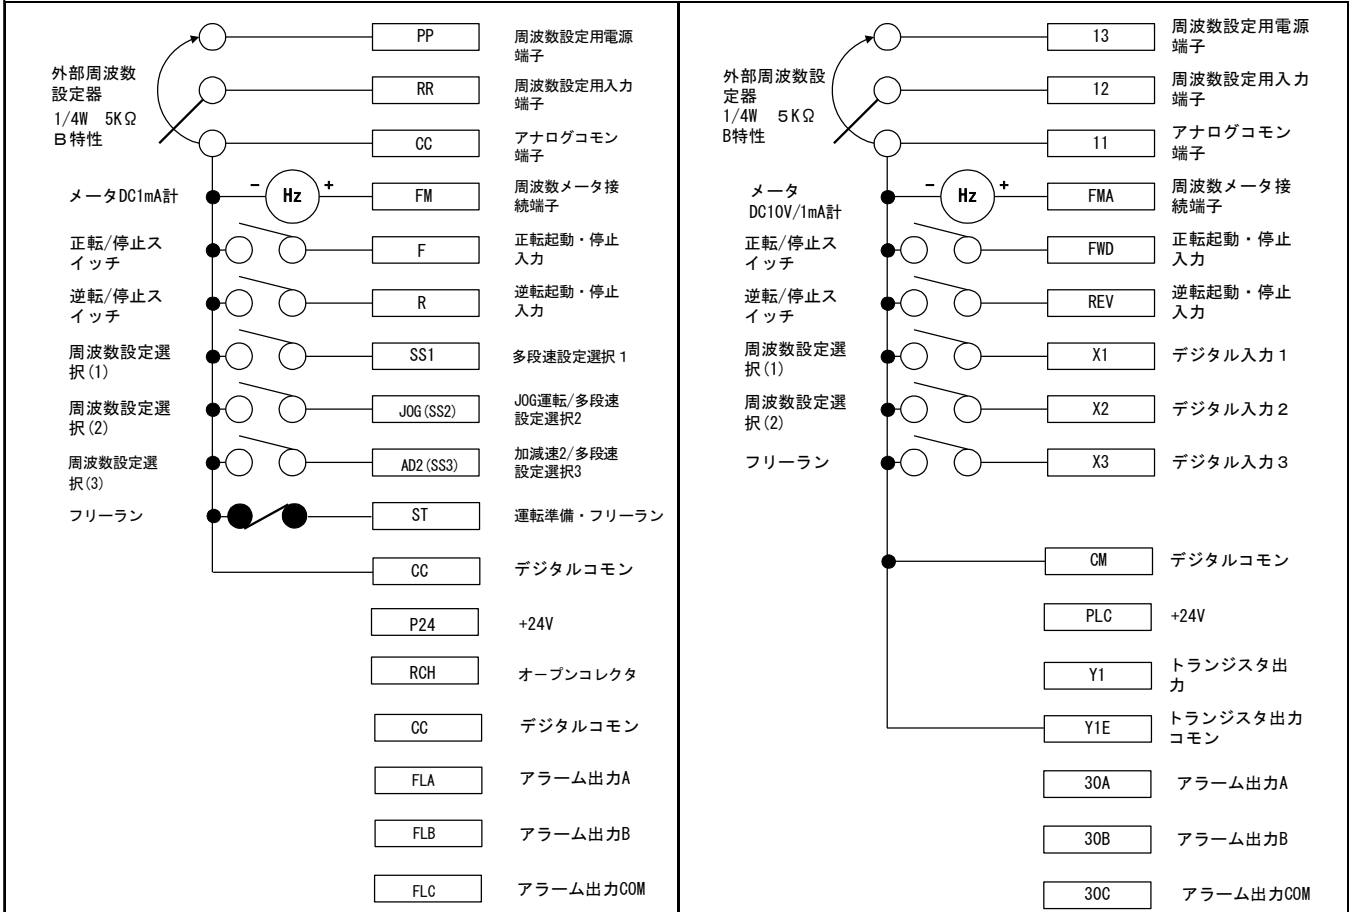 PP
周波数設定用電源
端子
外部周波数
設定器
1/4W 5KΩ
B特性
RR
周波数設定用入力
端子
CC
アナログコモン
端子
メータDC1mA計
− Hz +
FM
周波数メータ接
続端子
正転/停止ス
イッチ
F
正転起動・停止
入力
逆転/停止ス
イッチ
R
逆転起動・停止
入力
周波数設定選
択(1)
SS1
多段速設定選択1
周波数設定選
択(2)
JOG(SS2)
JOG運転/多段速
設定選択2
周波数設定選
択(3)
AD2(SS3)
加減速2/多段速
設定選択3
フリーラン
ST
運転準備・フリーラン
CC
デジタルコモン
P24
+24V
RCH
オープンコレクタ
CC
デジタルコモン
FLA
アラーム出力A
FLB
アラーム出力B
FLC
アラーム出力COM
13
周波数設定用電源
端子
外部周波数設
定器
1/4W 5KΩ
B特性
12
周波数設定用入力
端子
11
アナログコモン
端子
メータ
DC10V/1mA計
− Hz +
FMA
周波数メータ接
続端子
正転/停止ス
イッチ
FWD
正転起動・停止
入力
逆転/停止ス
イッチ
REV
逆転起動・停止
入力
周波数設定選
択(1)
X1
デジタル入力1
周波数設定選
択(2)
X2
デジタル入力2
フリーラン
X3
デジタル入力3
CM
デジタルコモン
PLC
+24V
Y1
トランジスタ出
力
Y1E
トランジスタ出力
コモン
30A
アラーム出力A
30B
アラーム出力B
30C
アラーム出力COM